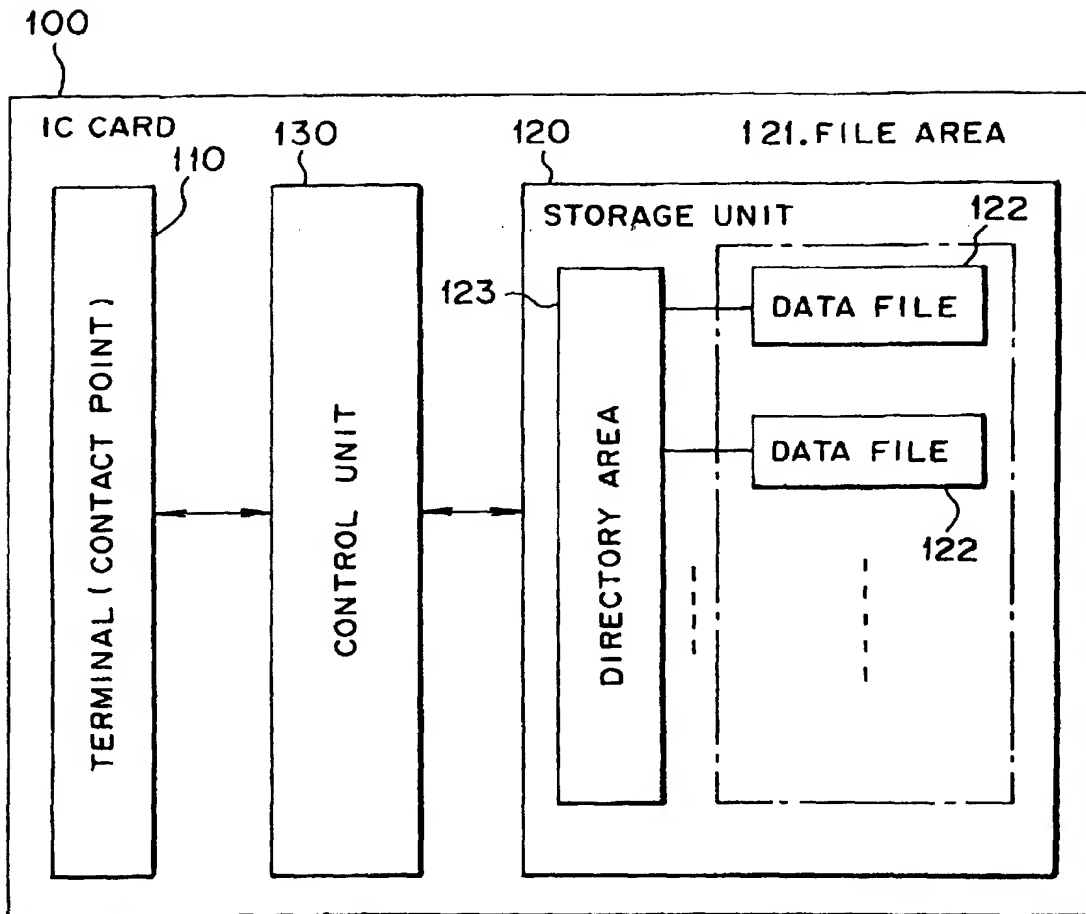 100
IC CARD
110
130
120
121.FILE AREA
STORAGE UNIT
122
123
DATA FILE
DATA FILE
122
TERMINAL ( CONTACT POINT )
CONTROL UNIT
DIRECTORY AREA